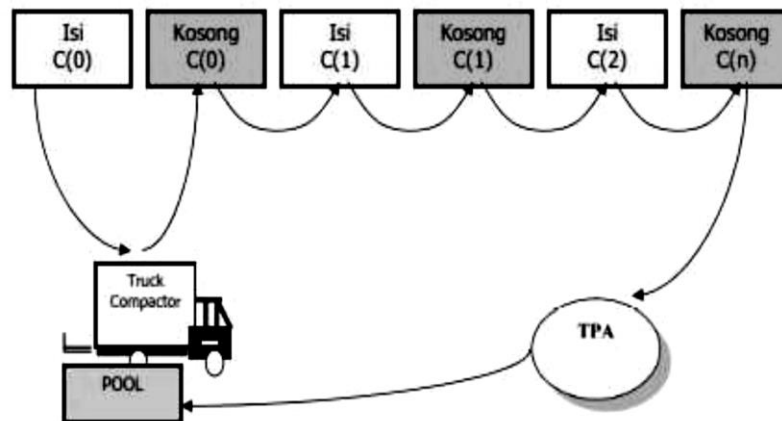 Isi
C(0)
Kosong
C(0)
Isi
C(1)
Kosong
C(1)
Isi
C(2)
Kosong
C(n)
Truck
Compactor
TPA
POOL